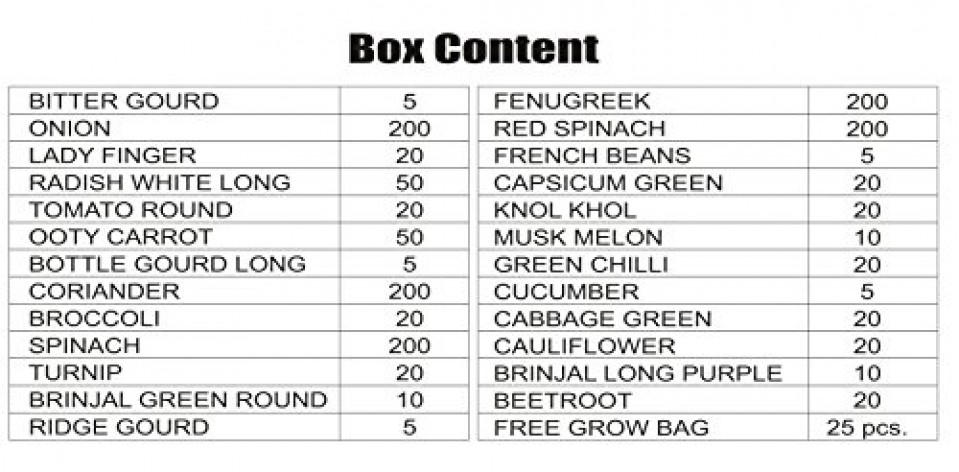 Box Content
BITTER GOURD 5
ONION 200
LADY FINGER 20
RADISH WHITE LONG 50
TOMATO ROUND 20
OOTY CARROT 50
BOTTLE GOURD LONG 5
CORIANDER 200
BROCCOLI 20
SPINACH 200
TURNIP 20
BRINJAL GREEN ROUND 10
RIDGE GOURD 5
FENUGREEK 200
RED SPINACH 200
FRENCH BEANS 5
CAPSICUM GREEN 20
KNOL KHOL 20
MUSK MELON 10
GREEN CHILLI 20
CUCUMBER 5
CABBAGE GREEN 20
CAULIFLOWER 20
BRINJAL LONG PURPLE 10
BEETROOT 20
FREE GROW BAG 25 pcs.